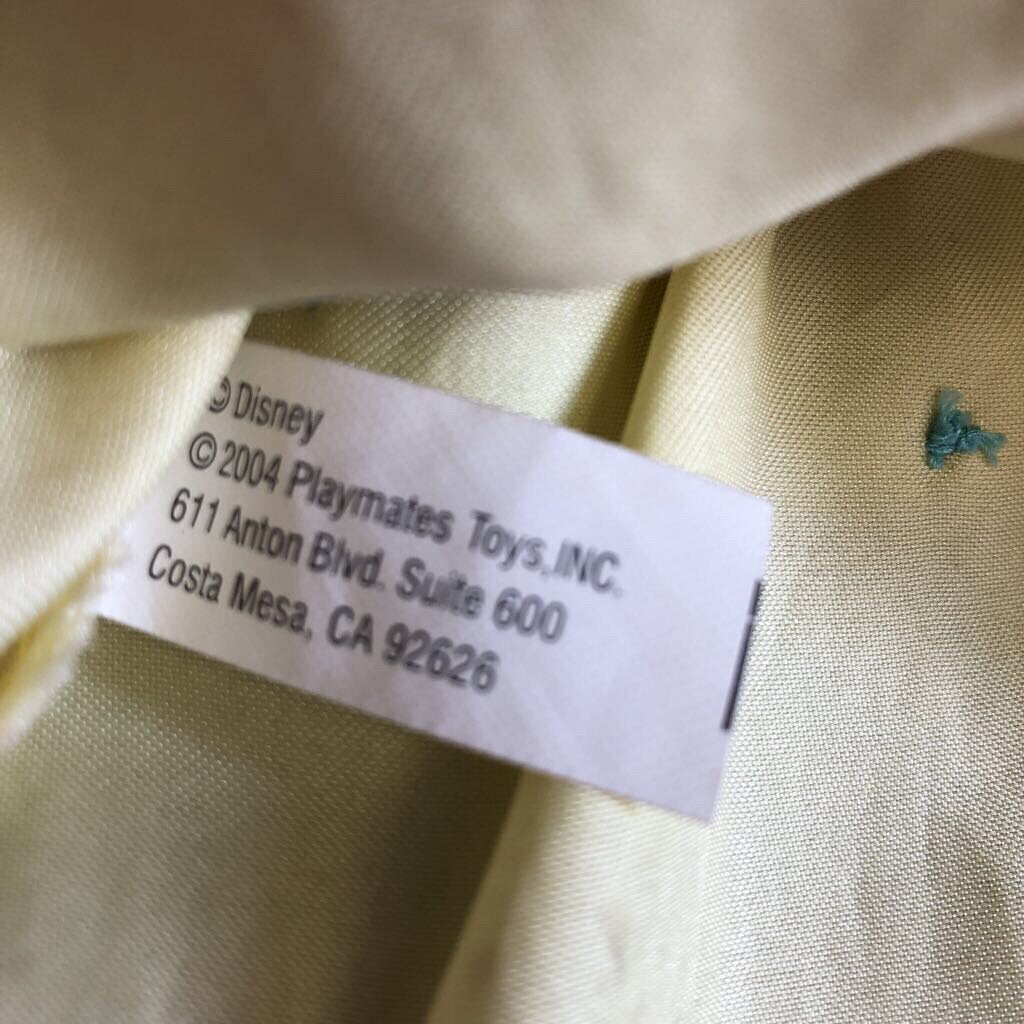 © Disney
© 2004 Playmates Toys, INC.
611 Anton Blvd. Suite 600
Costa Mesa, CA 92626